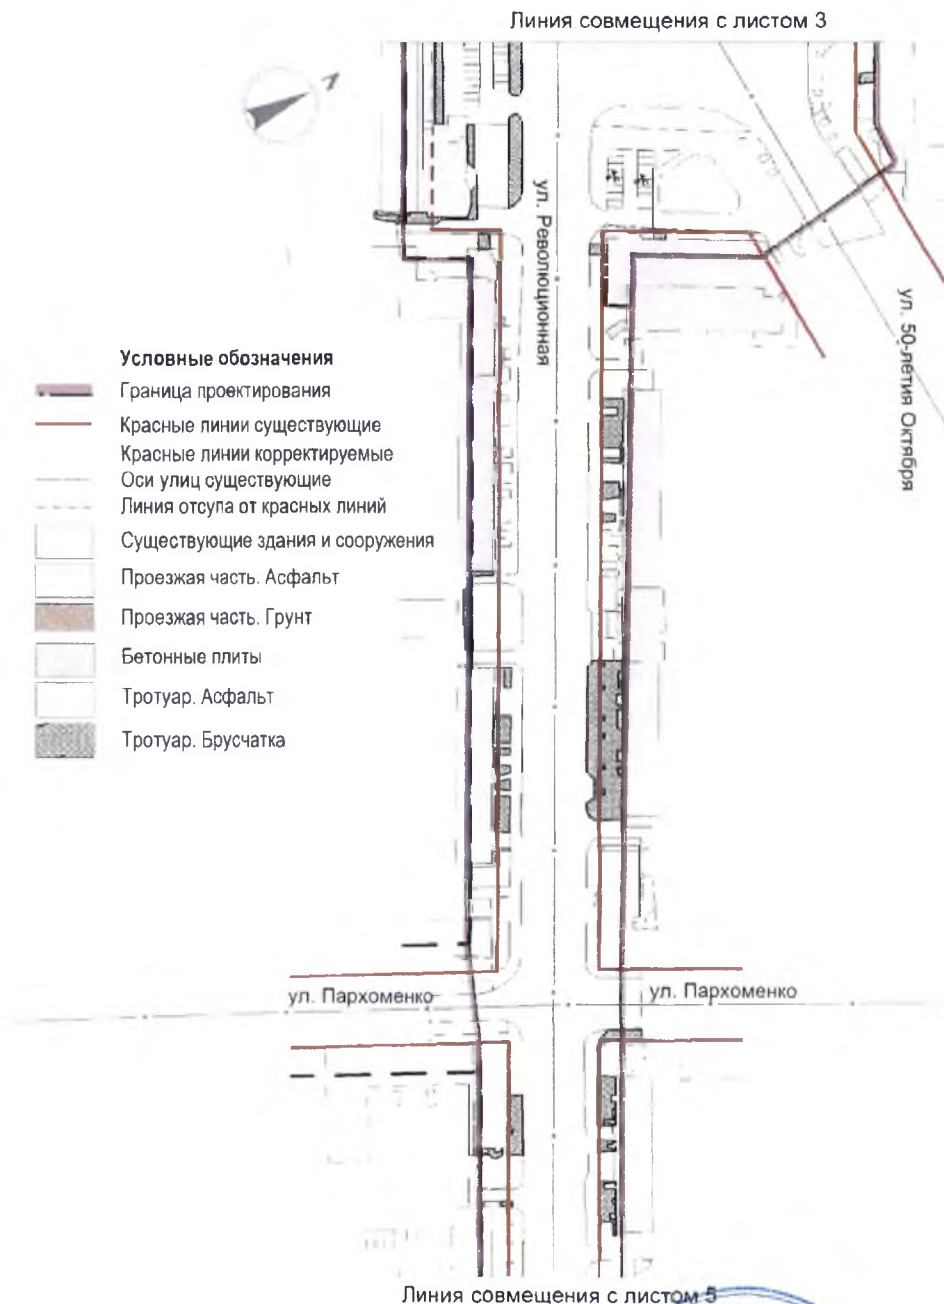 Линия совмещения с листом 3
ул. Революционная
ул. 50-летия Октября
Условные обозначения
Граница проектирования
Красные линии существующие
Красные линии корректируемые
Оси улиц существующие
Линия отсупа от красных линий
Существующие здания и сооружения
Проезжая часть. Асфальт
Проезжая часть. Грунт
Бетонные плиты
Тротуар. Асфальт
Тротуар. Брусчатка
ул. Пархоменко
ул. Пархоменко
Линия совмещения с листом 5